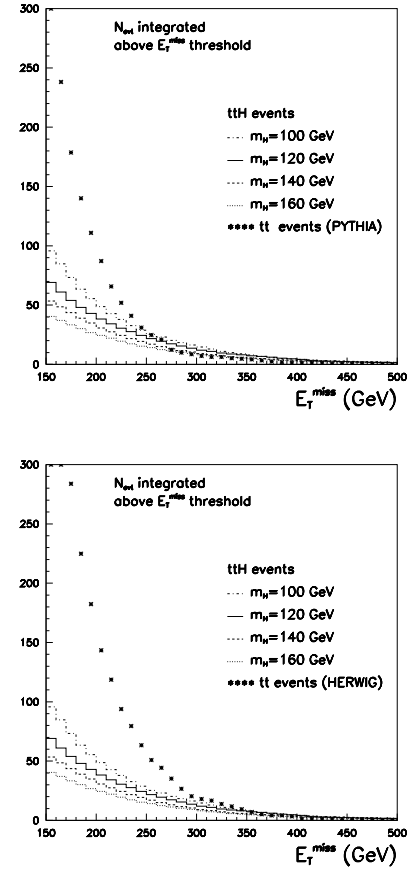 300
250
200
150
100
50
0
N_evt integrated
above E_T^miss threshold
ttH events
m_H=100 GeV
m_H=120 GeV
m_H=140 GeV
m_H=160 GeV
**** tt events (PYTHIA)
150 200 250 300 350 400 450 500
E_T^miss (GeV)
300
250
200
150
100
50
0
N_evt integrated
above E_T^miss threshold
ttH events
m_H=100 GeV
m_H=120 GeV
m_H=140 GeV
m_H=160 GeV
**** tt events (HERWIG)
150 200 250 300 350 400 450 500
E_T^miss (GeV)